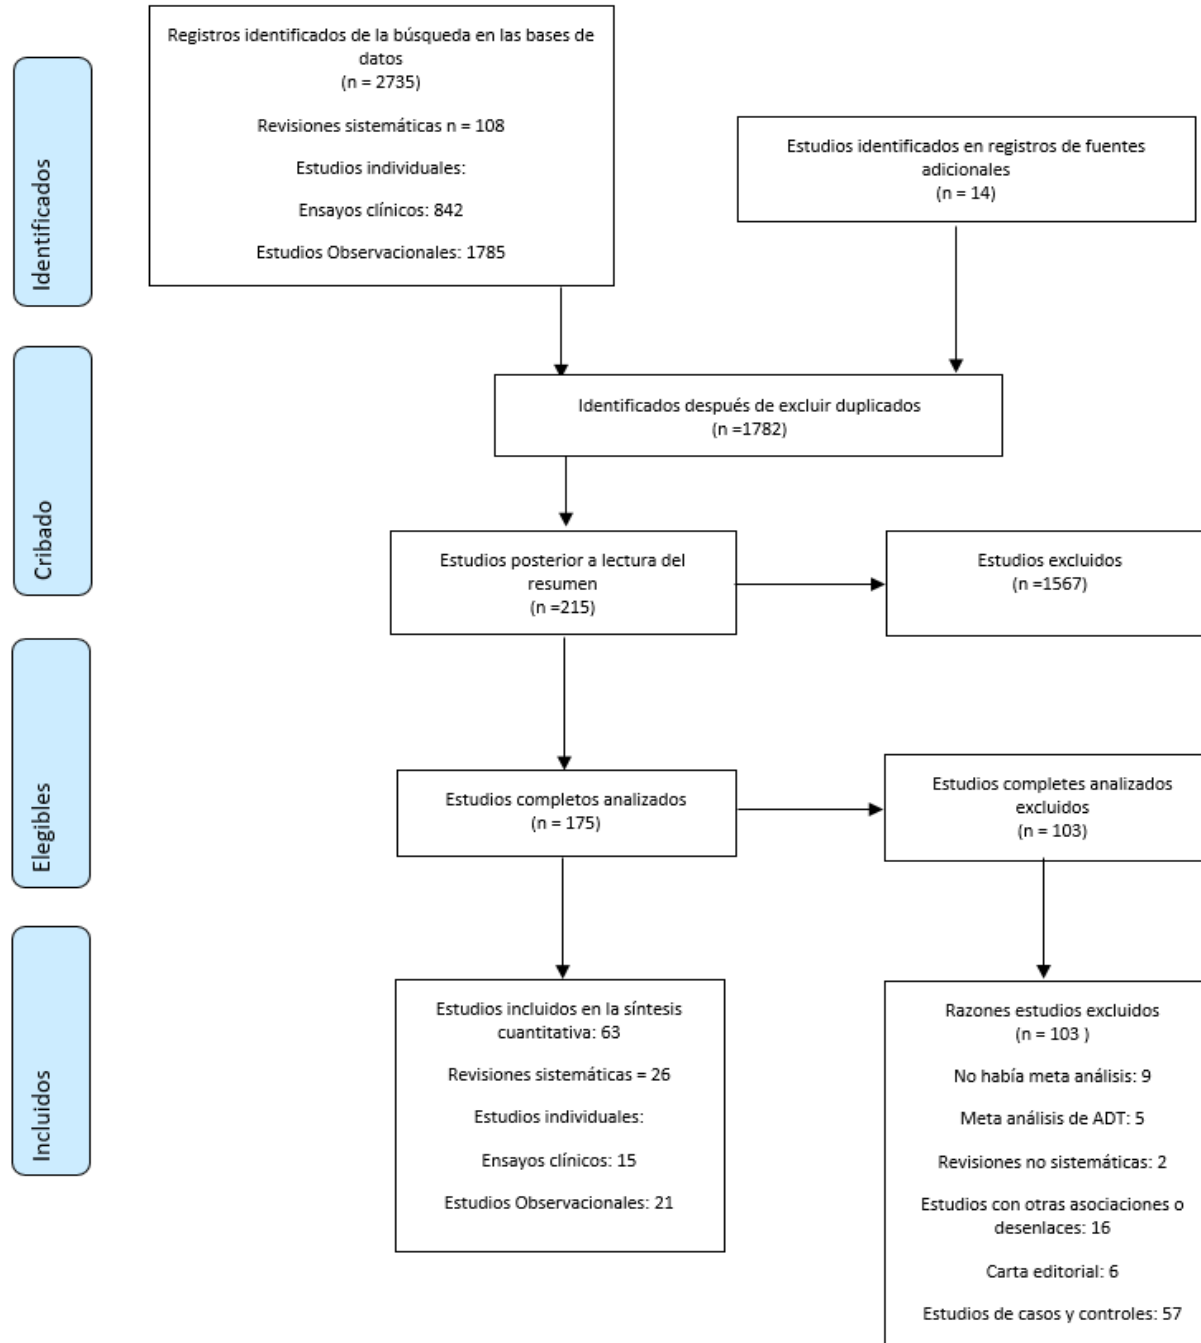 Identificados
Registros identificados de la búsqueda en las bases de
datos
(n = 2735)
Revisiones sistemáticas n = 108
Estudios individuales:
Ensayos clínicos: 842
Estudios Observacionales: 1785
Estudios identificados en registros de fuentes
adicionales
(n = 14)
Cribado
Identificados después de excluir duplicados
(n =1782)
Estudios posterior a lectura del
resumen
(n =215)
Estudios excluidos
(n =1567)
Elegibles
Estudios completos analizados
(n = 175)
Estudios completes analizados
excluidos
(n = 103)
Incluidos
Estudios incluidos en la síntesis
cuantitativa: 63
Revisiones sistemáticas = 26
Estudios individuales:
Ensayos clínicos: 15
Estudios Observacionales: 21
Razones estudios excluidos
(n = 103 )
No había meta análisis: 9
Meta análisis de ADT: 5
Revisiones no sistemáticas: 2
Estudios con otras asociaciones o
desenlaces: 16
Carta editorial: 6
Estudios de casos y controles: 57